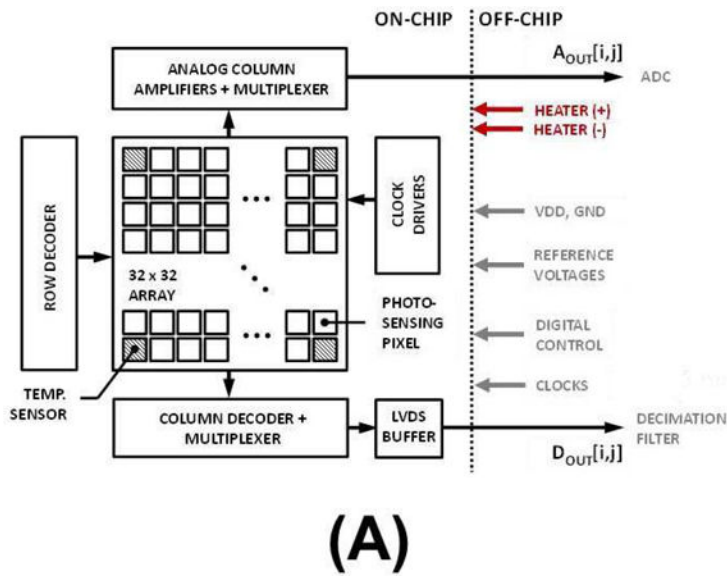 ON-CHIP
OFF-CHIP
ANALOG COLUMN
AMPLIFIERS + MULTIPLEXER
A_OUT[i,j]
ADC
HEATER (+)
HEATER (-)
ROW DECODER
CLOCK
DRIVERS
VDD, GND
REFERENCE
VOLTAGES
32 x 32
ARRAY
PHOTO-
SENSING
PIXEL
DIGITAL
CONTROL
TEMP.
SENSOR
CLOCKS
COLUMN DECODER +
MULTIPLEXER
LVDS
BUFFER
DECIMATION
FILTER
D_OUT[i,j]
(A)